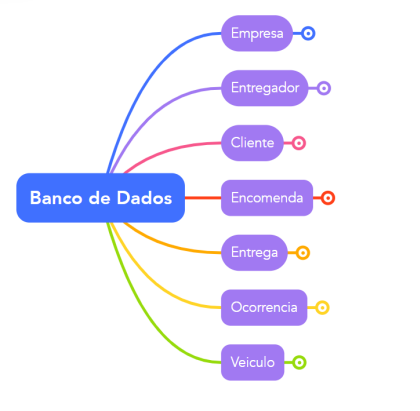 Empresa
Entregador
Cliente
Banco de Dados
Encomenda
Entrega
Ocorrencia
Veiculo